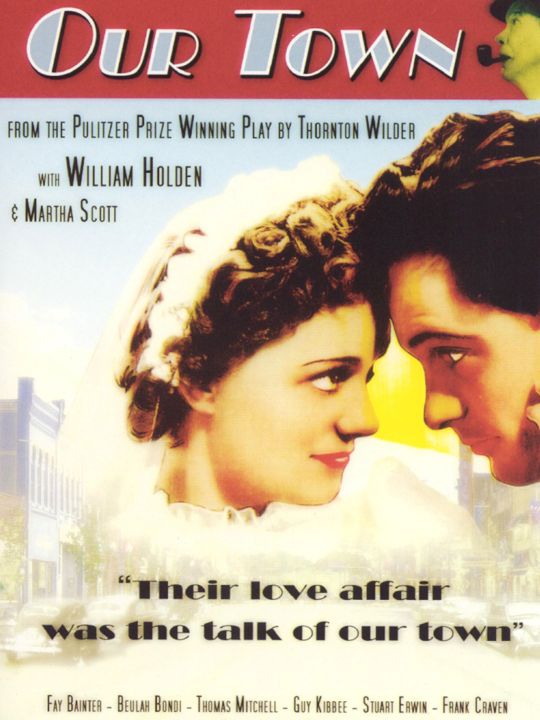 OUR TOWN
FROM THE PULITZER PRIZE WINNING PLAY BY THORNTON WILDER
WITH WILLIAM HOLDEN
& MARTHA SCOTT
“Their love affair
was the talk of our town”
FAY BAINTER - BEULAH BONDI - THOMAS MITCHELL - GUY KIBBEE - STUART ERWIN - FRANK CRAVEN